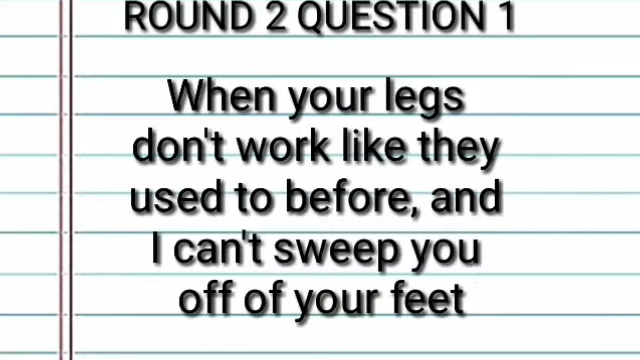 ROUND 2 QUESTION 1
When your legs
don't work like they
used to before, and
I can't sweep you
off of your feet